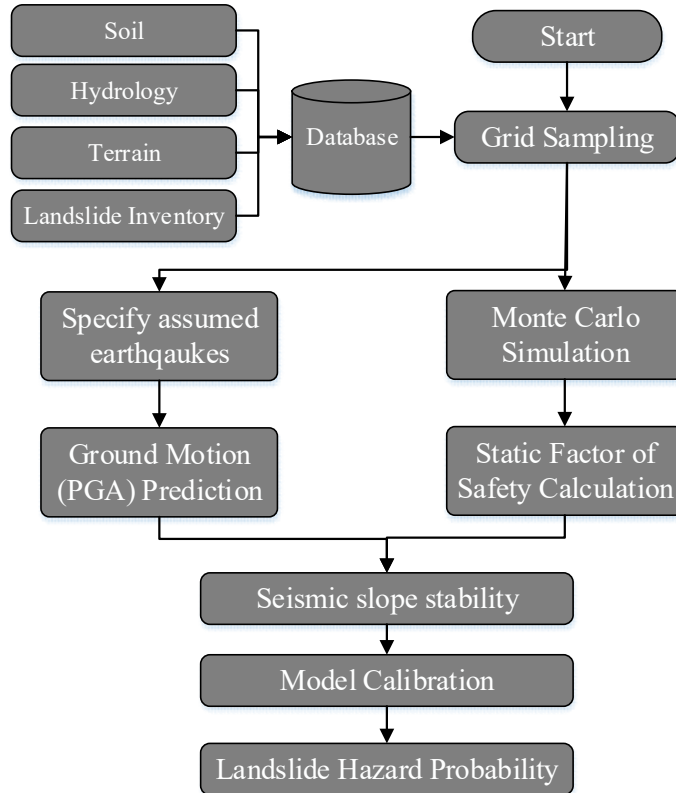 Soil
Hydrology
Terrain
Landslide Inventory
Database
Start
Grid Sampling
Specify assumed
earthqaukes
Monte Carlo
Simulation
Ground Motion
(PGA) Prediction
Static Factor of
Safety Calculation
Seismic slope stability
Model Calibration
Landslide Hazard Probability